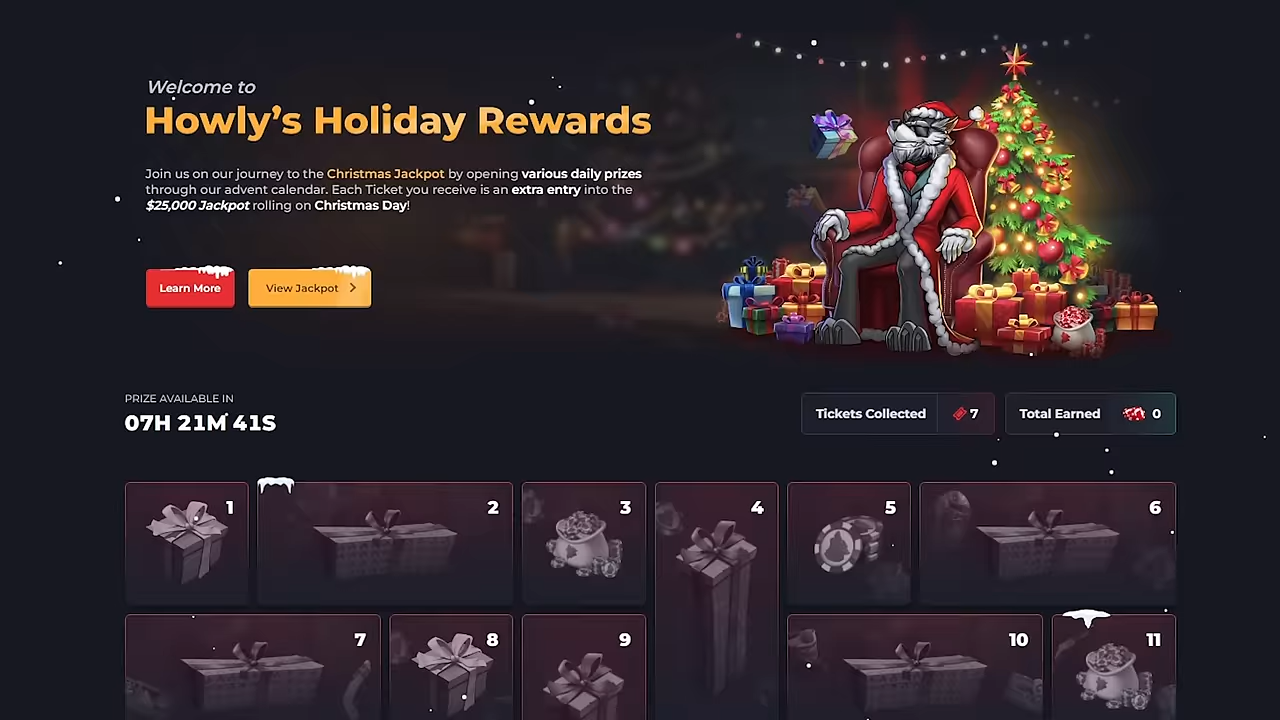 Welcome to
Howly's Holiday Rewards
Join us on our journey to the Christmas Jackpot by opening various daily prizes
through our advent calendar. Each Ticket you receive is an extra entry into the
$25,000 Jackpot rolling on Christmas Day!
Learn More
View Jackpot
PRIZE AVAILABLE IN
07H 21M 41S
Tickets Collected 7
Total Earned 0
1
2
3
4
5
6
7
8
9
10
11